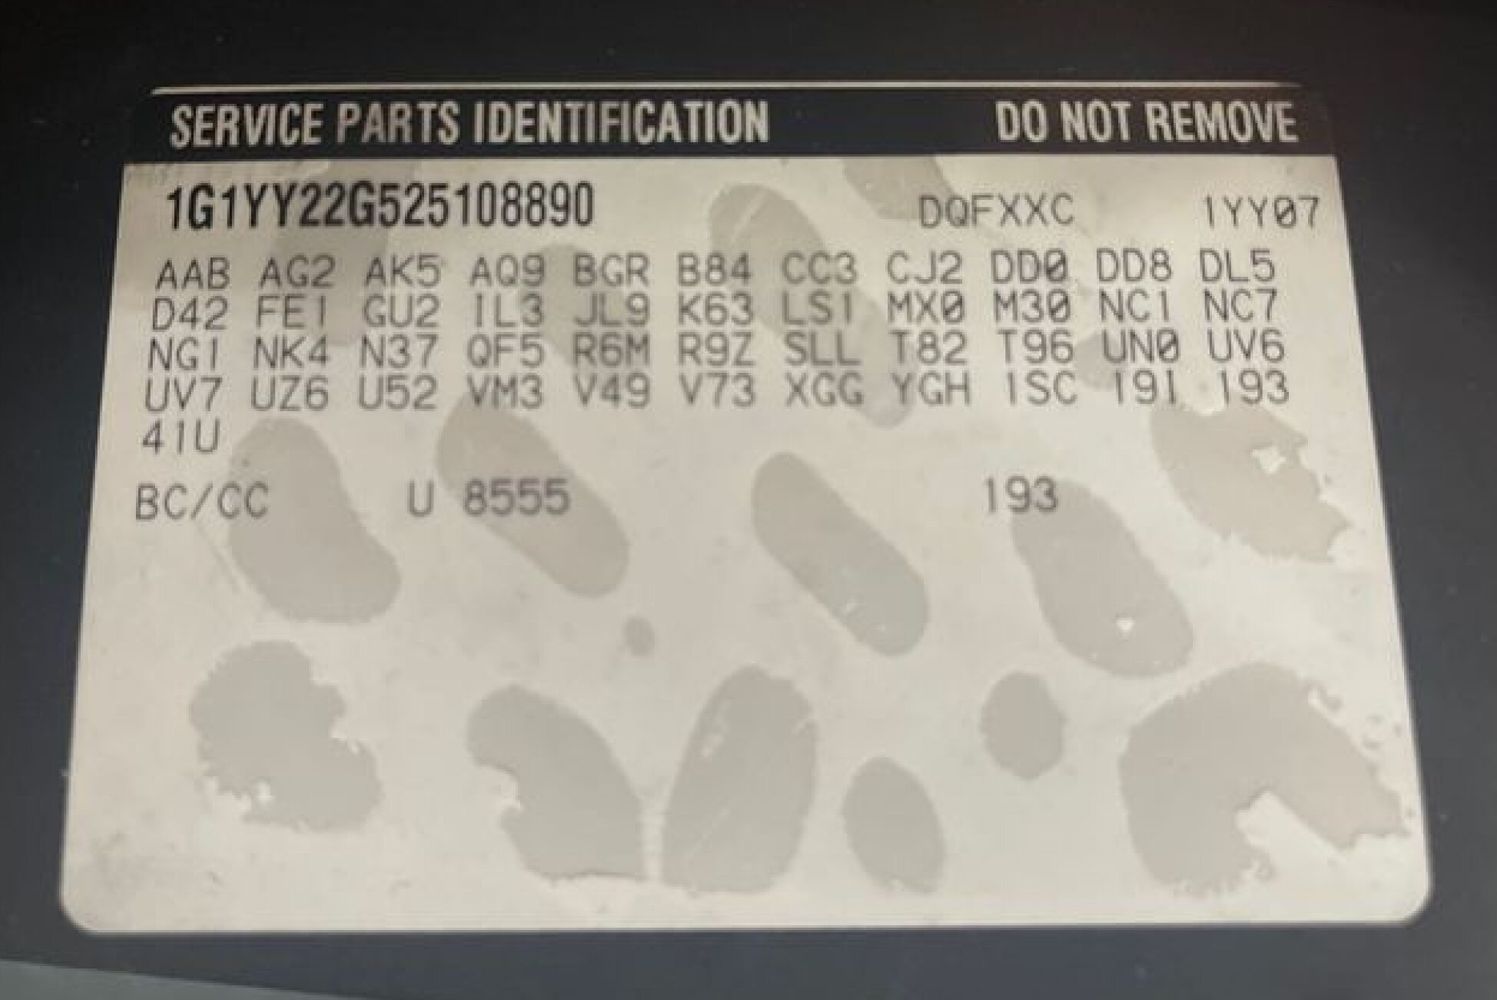 SERVICE PARTS IDENTIFICATION DO NOT REMOVE
1G1YY22G525108890 DQFXXC 1YY07
AAB AG2 AK5 AQ9 BGR B84 CC3 CJ2 DD0 DD8 DL5
D42 FE1 GU2 IL3 JL9 K63 LS1 MX0 M30 NC1 NC7
NG1 NK4 N37 QF5 R6M R9Z SLL T82 T96 UN0 UV6
UV7 UZ6 U52 VM3 V49 V73 XGG YGH 1SC 19I 193
41U
BC/CC U 8555 193